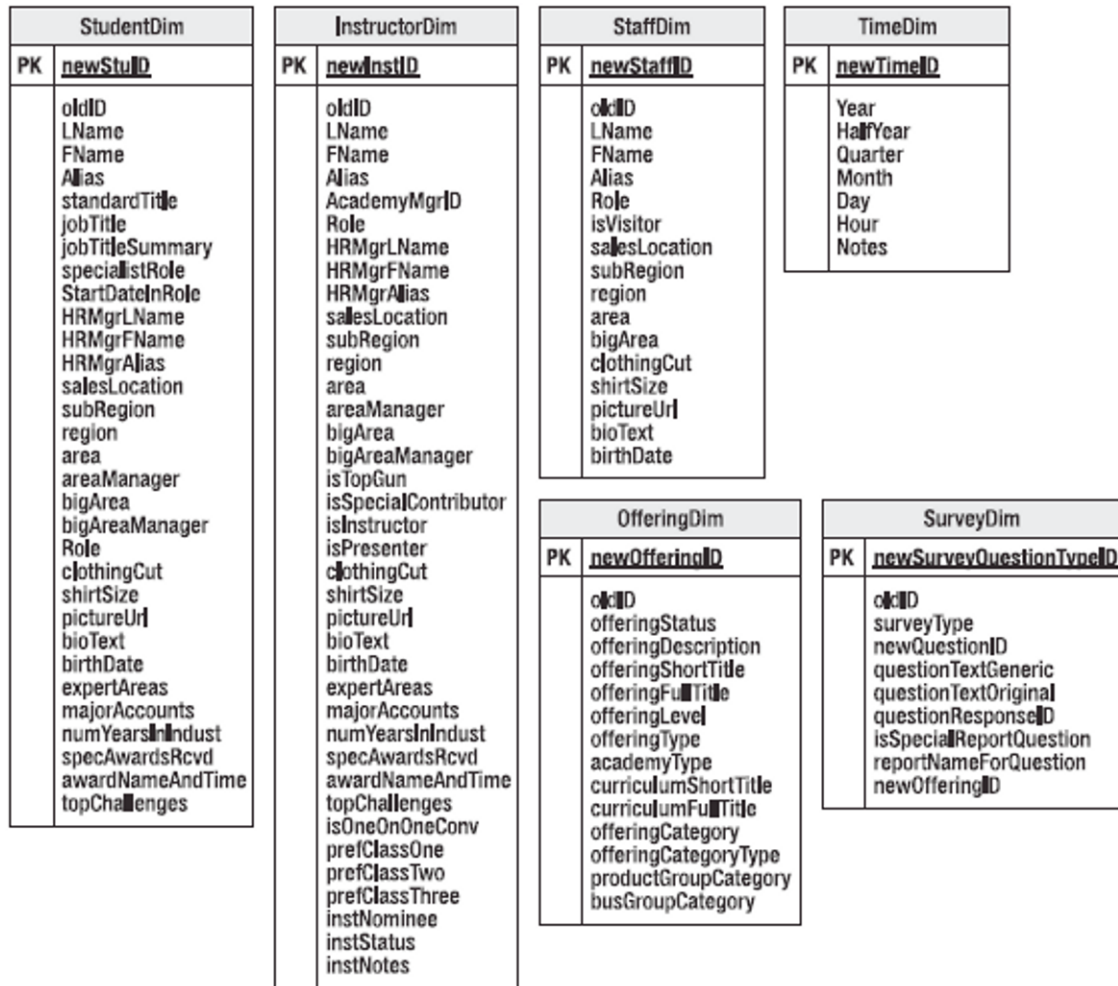 StudentDim
PK newStuID
oldID
LName
FName
Alias
standardTitle
jobTitle
jobTitleSummary
specialistRole
StartDateInRole
HRMgrLName
HRMgrFName
HRMgrAlias
salesLocation
subRegion
region
area
areaManager
bigArea
bigAreaManager
Role
clothingCut
shirtSize
pictureUrl
bioText
birthDate
expertAreas
majorAccounts
numYearsInIndust
specAwardsRcvd
awardNameAndTime
topChallenges
InstructorDim
PK newInstID
oldID
LName
FName
Alias
AcademyMgrID
Role
HRMgrLName
HRMgrFName
HRMgrAlias
salesLocation
subRegion
region
area
areaManager
bigArea
bigAreaManager
isTopGun
isSpecialContributor
isInstructor
isPresenter
clothingCut
shirtSize
pictureUrl
bioText
birthDate
expertAreas
majorAccounts
numYearsInIndust
specAwardsRcvd
awardNameAndTime
topChallenges
isOneOnOneConv
prefClassOne
prefClassTwo
prefClassThree
instNominee
instStatus
instNotes
StaffDim
PK newStaffID
oldID
LName
FName
Alias
Role
isVisitor
salesLocation
subRegion
region
area
bigArea
clothingCut
shirtSize
pictureUrl
bioText
birthDate
TimeDim
PK newTimeID
Year
HalfYear
Quarter
Month
Day
Hour
Notes
OfferingDim
PK newOfferingID
oldID
offeringStatus
offeringDescription
offeringShortTitle
offeringFullTitle
offeringLevel
offeringType
academyType
curriculumShortTitle
curriculumFullTitle
offeringCategory
offeringCategoryType
productGroupCategory
busGroupCategory
SurveyDim
PK newSurveyQuestionTypeID
oldID
surveyType
newQuestionID
questionTextGeneric
questionTextOriginal
questionResponseID
isSpecialReportQuestion
reportNameForQuestion
newOfferingID